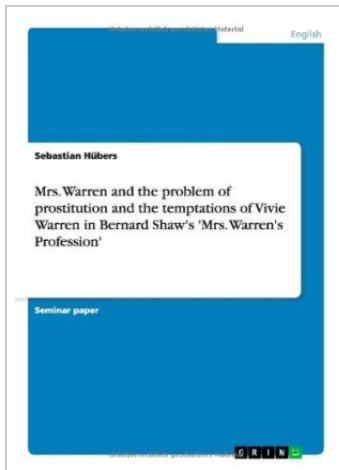 English
Sebastian Hübers
Mrs. Warren and the problem of
prostitution and the temptations of Vivie
Warren in Bernard Shaw's 'Mrs. Warren's
Profession'
Seminar paper
GRIN